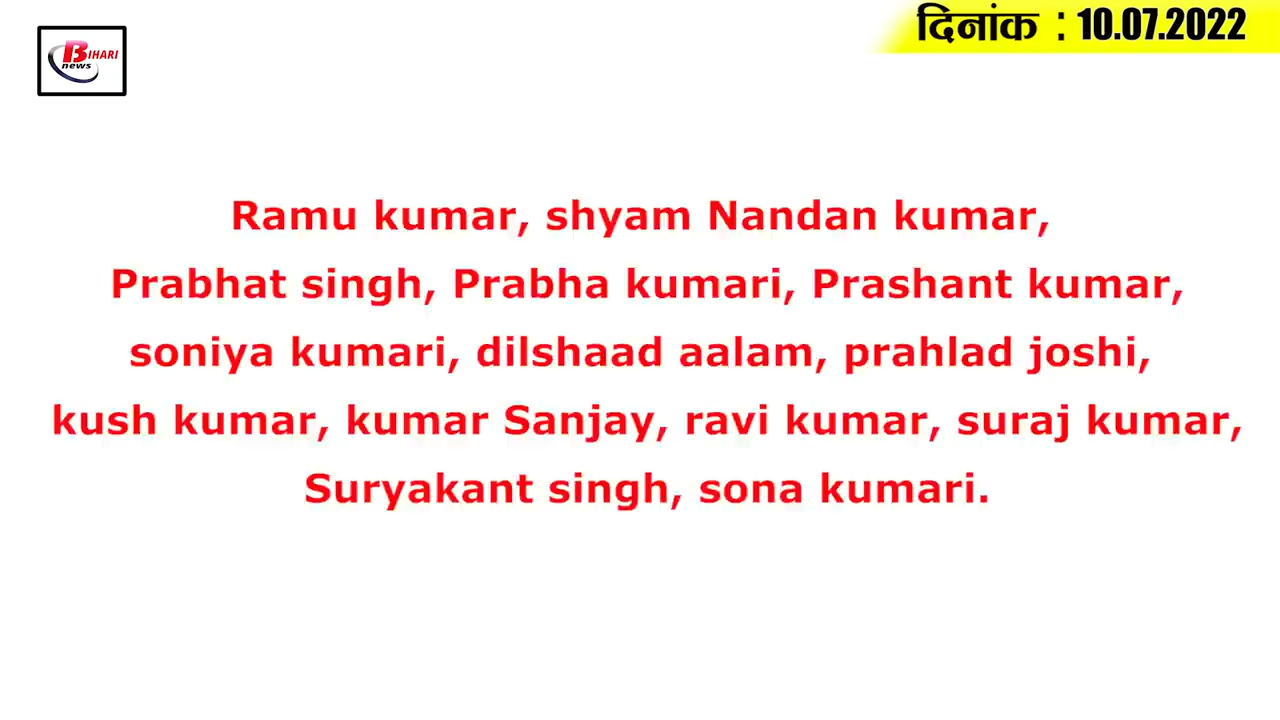 BIHARI
news
दिनांक : 10.07.2022
Ramu kumar, shyam Nandan kumar,
Prabhat singh, Prabha kumari, Prashant kumar,
soniya kumari, dilshaad aalam, prahlad joshi,
kush kumar, kumar Sanjay, ravi kumar, suraj kumar,
Suryakant singh, sona kumari.